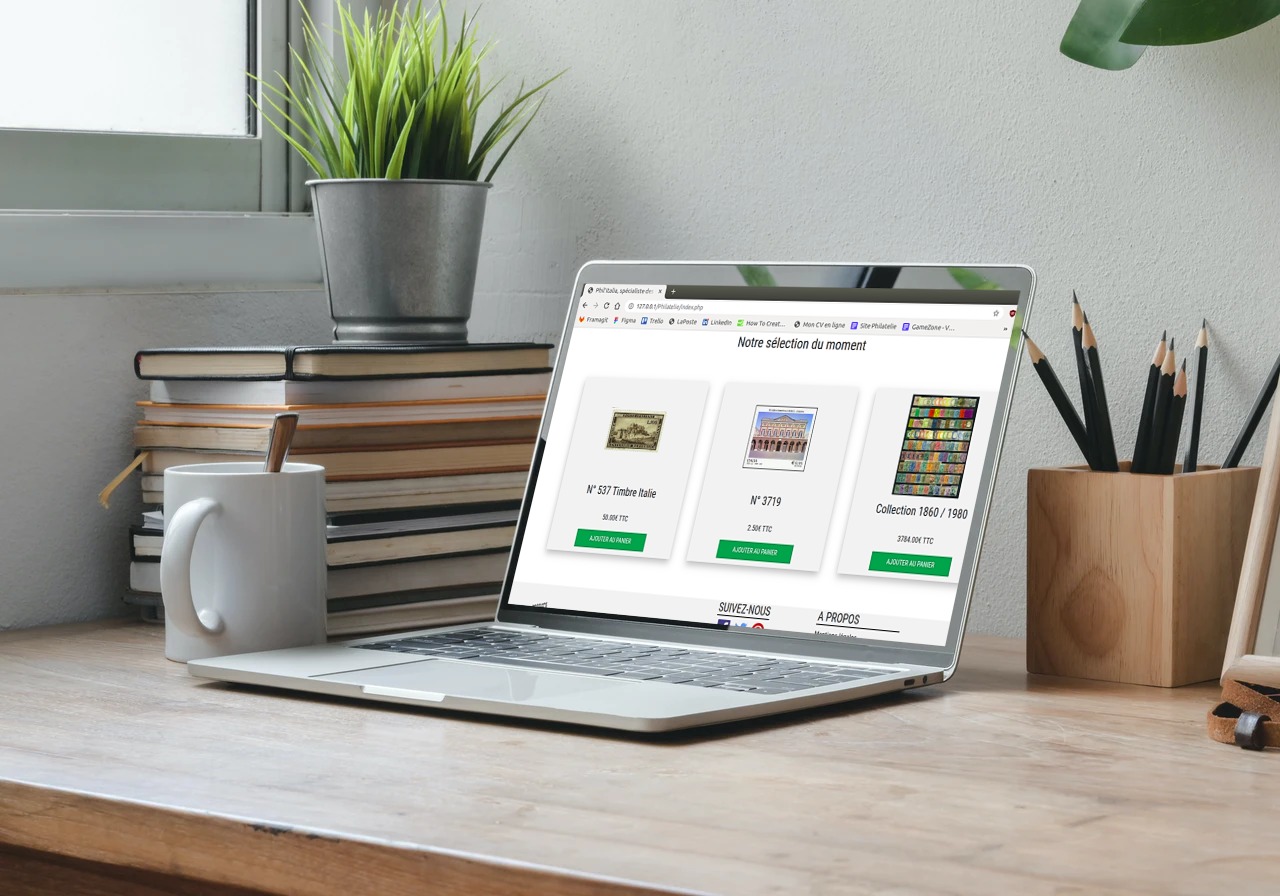 Phil'Italia, spécialiste de
127.0.0.1/Philatelie/index.php
Framagit Figma Trello LaPoste LinkedIn How To Creat... Mon CV en ligne Site Philatelie GameZone - V...
Notre sélection du moment
N° 537 Timbre Italie
50.00€ TTC
AJOUTER AU PANIER
N° 3719
2.50€ TTC
AJOUTER AU PANIER
Collection 1860 / 1980
3784.00€ TTC
AJOUTER AU PANIER
SUIVEZ-NOUS
A PROPOS
Mentions légales